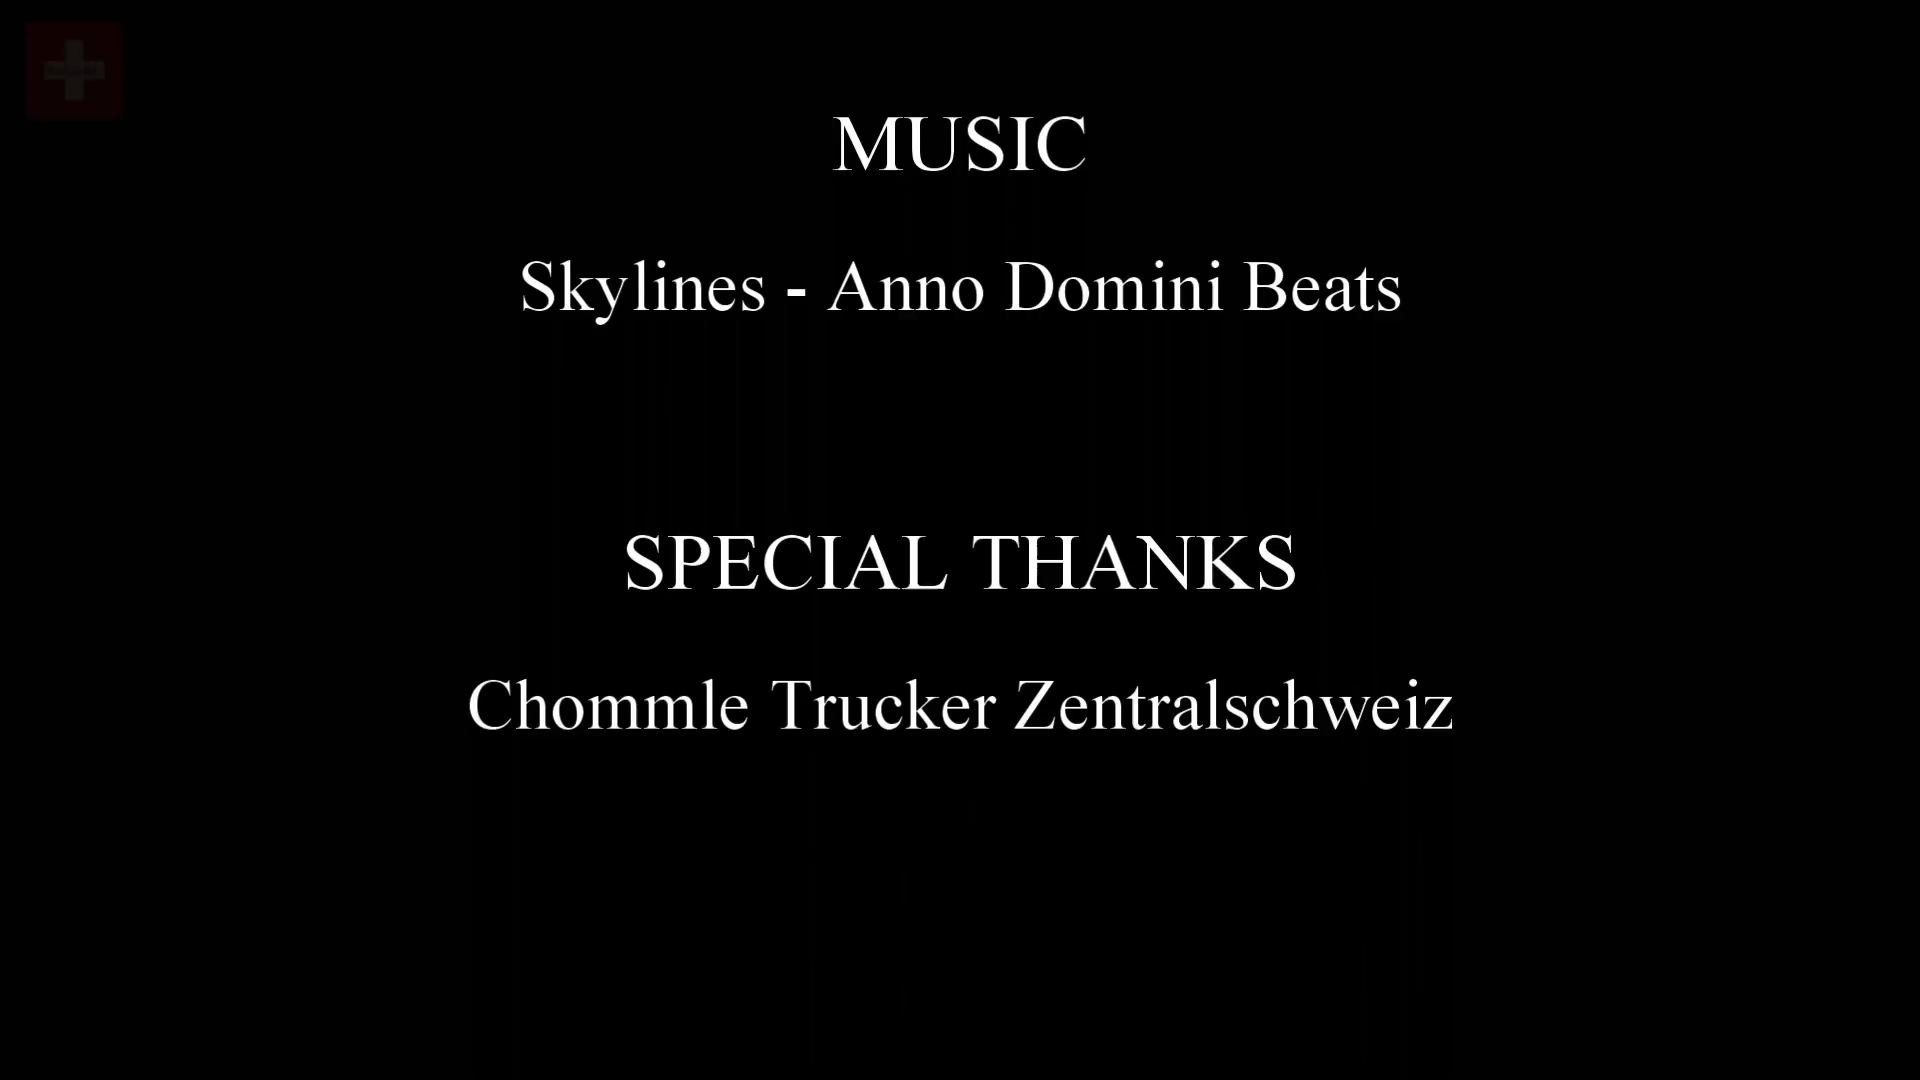 MUSIC
Skylines - Anno Domini Beats
SPECIAL THANKS
Chommle Trucker Zentralschweiz